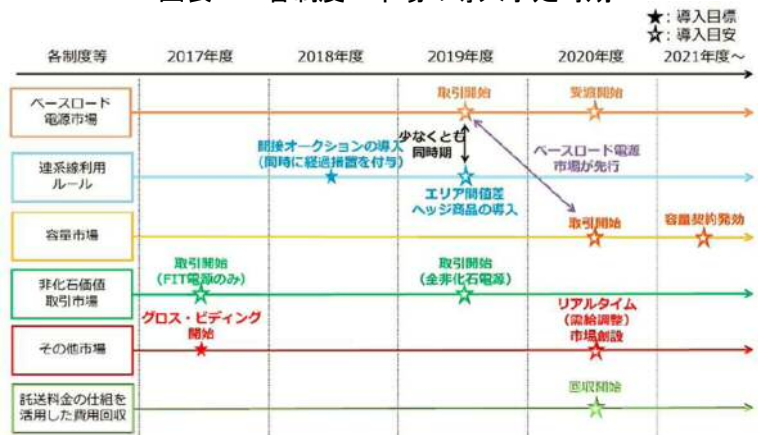 ★: 導入目標
☆: 導入目安
各制度等 2017年度 2018年度 2019年度 2020年度 2021年度～
ベースロード
電源市場
取引開始
受渡開始
連系線利用
ルール
間接オークションの導入
(同時に経過措置を付与)
少なくとも
同時期
エリア間値差
ヘッジ商品の導入
ベースロード電源
市場が先行
容量市場
取引開始
容量契約発効
非化石価値
取引市場
取引開始
(FIT電源のみ)
取引開始
(全非化石電源)
その他市場
グロス・ビディング
開始
リアルタイム
(需給調整)
市場創設
託送料金の仕組を
活用した費用回収
回収開始